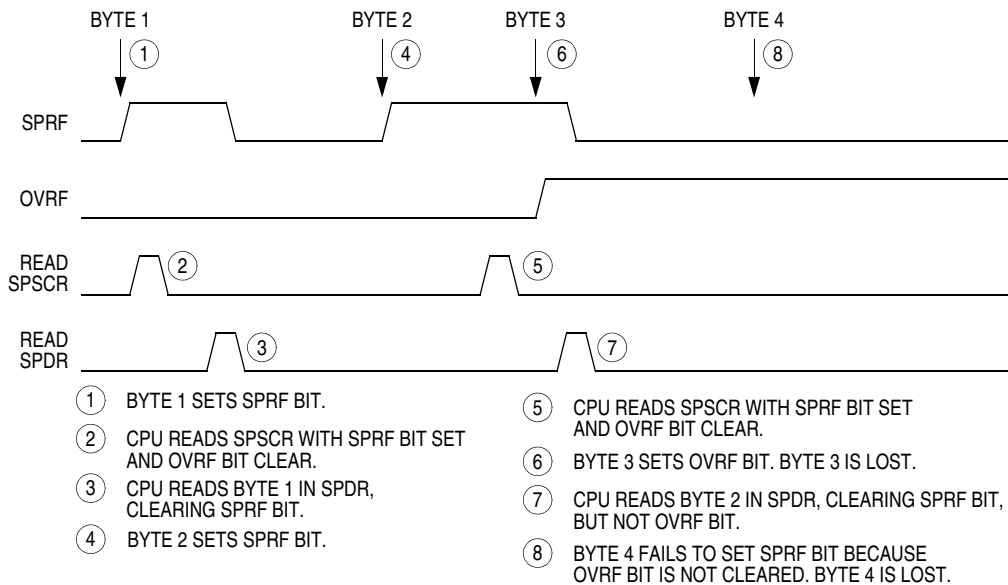 BYTE 1 BYTE 2 BYTE 3 BYTE 4
1 4 6 8
SPRF
OVRF
READ
SPSCR
2 5
READ
SPDR
3 7
1 BYTE 1 SETS SPRF BIT.
2 CPU READS SPSCR WITH SPRF BIT SET
AND OVRF BIT CLEAR.
3 CPU READS BYTE 1 IN SPDR,
CLEARING SPRF BIT.
4 BYTE 2 SETS SPRF BIT.
5 CPU READS SPSCR WITH SPRF BIT SET
AND OVRF BIT CLEAR.
6 BYTE 3 SETS OVRF BIT. BYTE 3 IS LOST.
7 CPU READS BYTE 2 IN SPDR, CLEARING SPRF BIT,
BUT NOT OVRF BIT.
8 BYTE 4 FAILS TO SET SPRF BIT BECAUSE
OVRF BIT IS NOT CLEARED. BYTE 4 IS LOST.